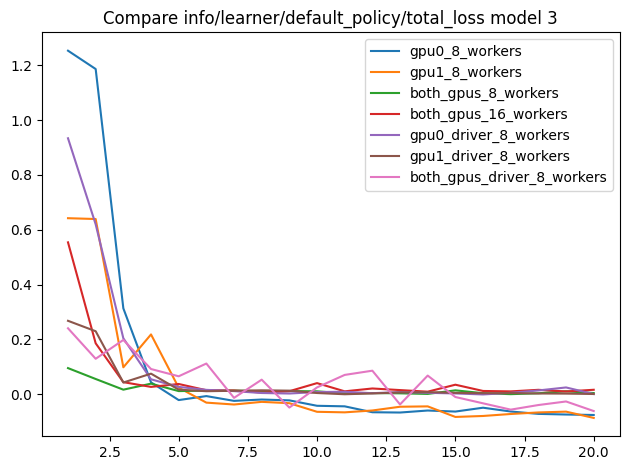 Compare info/learner/default_policy/total_loss model 3
gpu0_8_workers
gpu1_8_workers
both_gpus_8_workers
both_gpus_16_workers
gpu0_driver_8_workers
gpu1_driver_8_workers
both_gpus_driver_8_workers
1.2
1.0
0.8
0.6
0.4
0.2
0.0
2.5 5.0 7.5 10.0 12.5 15.0 17.5 20.0